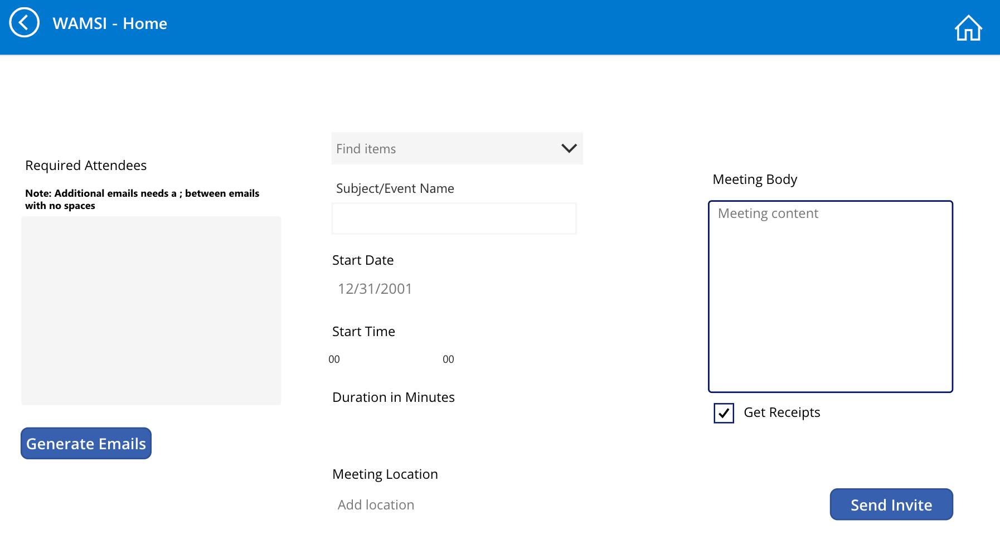 WAMSI - Home
Required Attendees
Note: Additional emails needs a ; between emails
with no spaces
Generate Emails
Find items
Subject/Event Name
Start Date
12/31/2001
Start Time
00 00
Duration in Minutes
Meeting Location
Add location
Meeting Body
Meeting content
Get Receipts
Send Invite